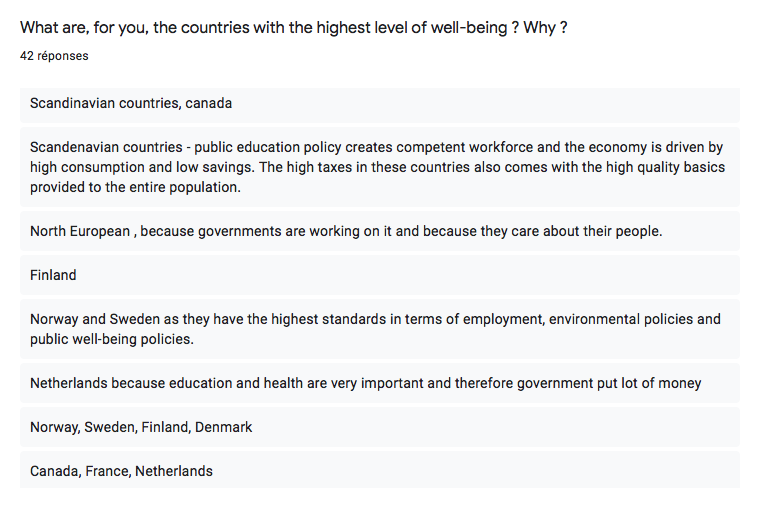 What are, for you, the countries with the highest level of well-being ? Why ?
42 réponses
Scandinavian countries, canada
Scandenavian countries - public education policy creates competent workforce and the economy is driven by
high consumption and low savings. The high taxes in these countries also comes with the high quality basics
provided to the entire population.
North European , because governments are working on it and because they care about their people.
Finland
Norway and Sweden as they have the highest standards in terms of employment, environmental policies and
public well-being policies.
Netherlands because education and health are very important and therefore government put lot of money
Norway, Sweden, Finland, Denmark
Canada, France, Netherlands